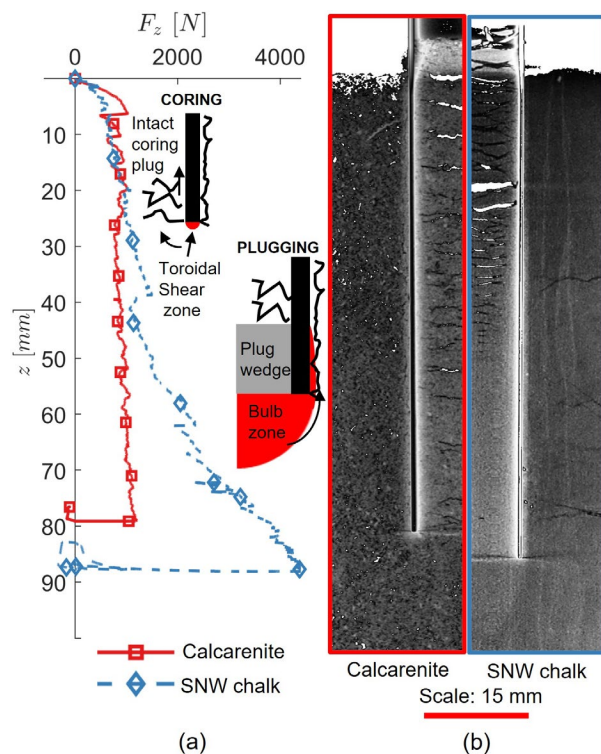 F_z [N]
0 2000 4000
0
10
20
30
40
50
60
70
80
90
z [mm]
CORING
Intact
coring
plug
Toroidal
Shear
zone
PLUGGING
Plug
wedge
Bulb
zone
Calcarenite
SNW chalk
(a)
Calcarenite SNW chalk
Scale: 15 mm
(b)